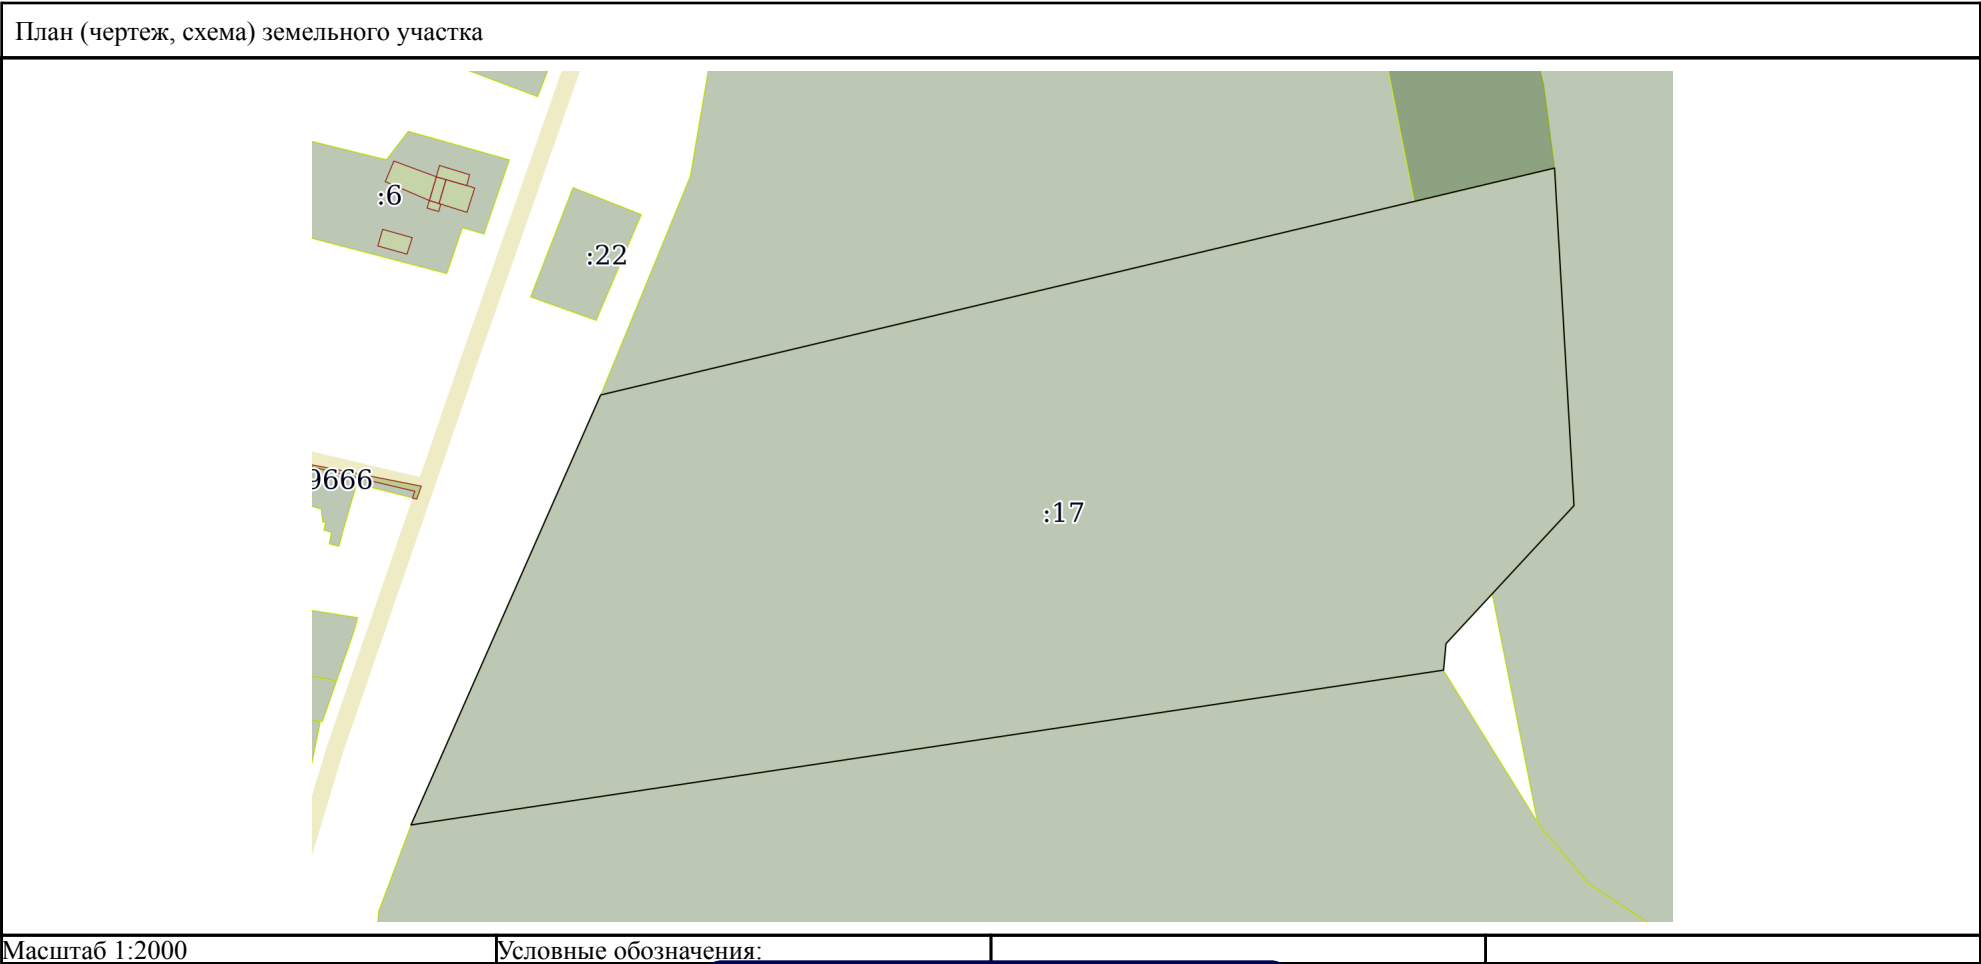 План (чертеж, схема) земельного участка
:6
:22
9666
:17
Масштаб 1:2000
Условные обозначения: